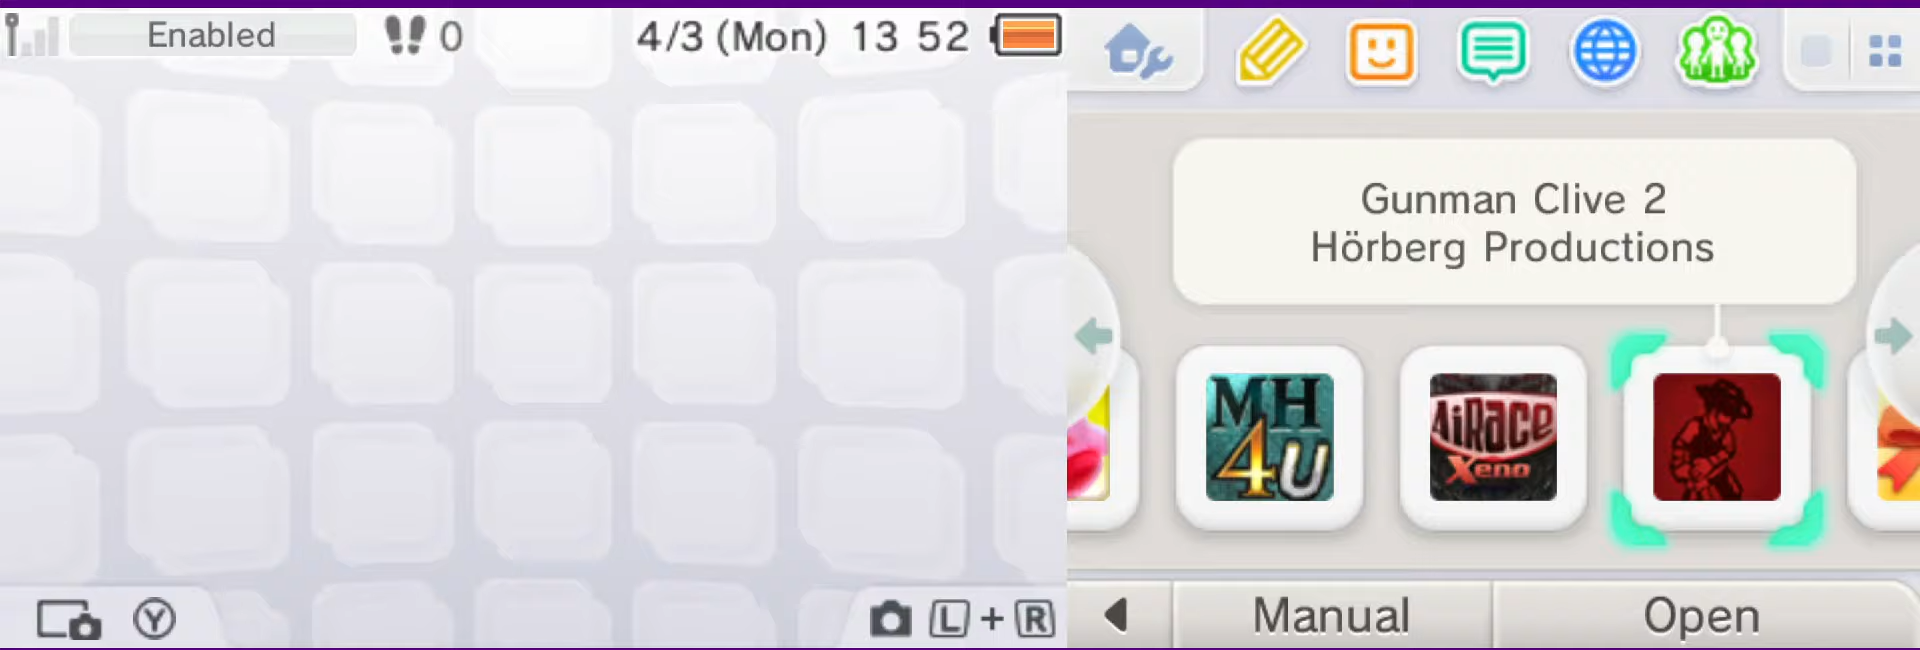 Enabled
0
4/3 (Mon) 13 52
Y
L + R
Gunman Clive 2
Hörberg Productions
MH
4U
AiRace
Xeno
Manual
Open